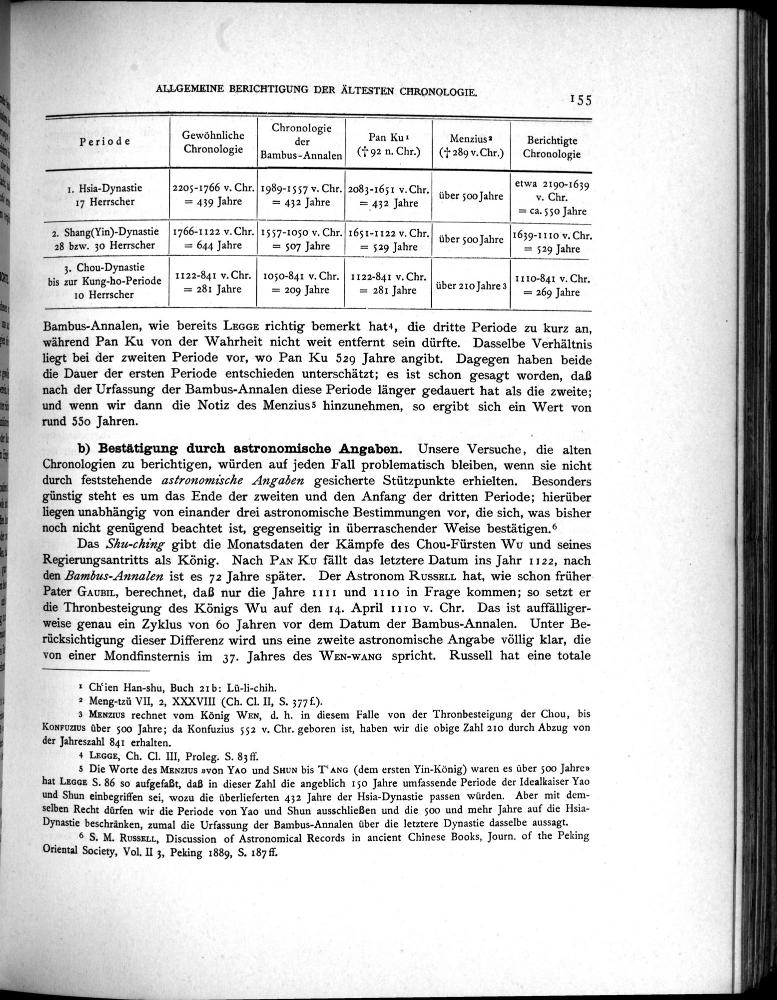 ALLGEMEINE BERICHTIGUNG DER ÄLTESTEN CHRONOLOGIE.
155
Periode
Gewöhnliche
Chronologie
Chronologie
der
Bambus-Annalen
Pan Ku¹
(† 92 n. Chr.)
Menzius²
(† 289 v. Chr.)
Berichtigte
Chronologie
1. Hsia-Dynastie
17 Herrscher
2205-1766 v. Chr.
= 439 Jahre
1989-1557 v. Chr.
= 432 Jahre
2083-1651 v. Chr.
= 432 Jahre
über 500 Jahre
etwa 2190-1639
v. Chr.
= ca. 550 Jahre
2. Shang(Yin)-Dynastie
28 bzw. 30 Herrscher
1766-1122 v. Chr.
= 644 Jahre
1557-1050 v. Chr.
= 507 Jahre
1651-1122 v. Chr.
= 529 Jahre
über 500 Jahre
1639-1110 v. Chr.
= 529 Jahre
3. Chou-Dynastie
bis zur Kung-ho-Periode
10 Herrscher
1122-841 v. Chr.
= 281 Jahre
1050-841 v. Chr.
= 209 Jahre
1122-841 v. Chr.
= 281 Jahre
über 210 Jahre³
1110-841 v. Chr.
= 269 Jahre
Bambus-Annalen, wie bereits LEGGE richtig bemerkt hat⁴, die dritte Periode zu kurz an,
während Pan Ku von der Wahrheit nicht weit entfernt sein dürfte. Dasselbe Verhältnis
liegt bei der zweiten Periode vor, wo Pan Ku 529 Jahre angibt. Dagegen haben beide
die Dauer der ersten Periode entschieden unterschätzt; es ist schon gesagt worden, daß
nach der Urfassung der Bambus-Annalen diese Periode länger gedauert hat als die zweite;
und wenn wir dann die Notiz des Menzius⁵ hinzunehmen, so ergibt sich ein Wert von
rund 550 Jahren.
b) Bestätigung durch astronomische Angaben. Unsere Versuche, die alten
Chronologien zu berichtigen, würden auf jeden Fall problematisch bleiben, wenn sie nicht
durch feststehende astronomische Angaben gesicherte Stützpunkte erhielten. Besonders
günstig steht es um das Ende der zweiten und den Anfang der dritten Periode; hierüber
liegen unabhängig von einander drei astronomische Bestimmungen vor, die sich, was bisher
noch nicht genügend beachtet ist, gegenseitig in überraschender Weise bestätigen.⁶
Das Shu-ching gibt die Monatsdaten der Kämpfe des Chou-Fürsten WU und seines
Regierungsantritts als König. Nach PAN KU fällt das letztere Datum ins Jahr 1122, nach
den Bambus-Annalen ist es 72 Jahre später. Der Astronom RUSSELL hat, wie schon früher
Pater GAUBIL, berechnet, daß nur die Jahre 1111 und 1110 in Frage kommen; so setzt er
die Thronbesteigung des Königs Wu auf den 14. April 1110 v. Chr. Das ist auffälliger-
weise genau ein Zyklus von 60 Jahren vor dem Datum der Bambus-Annalen. Unter Be-
rücksichtigung dieser Differenz wird uns eine zweite astronomische Angabe völlig klar, die
von einer Mondfinsternis im 37. Jahres des WEN-WANG spricht. Russell hat eine totale
¹ Ch'ien Han-shu, Buch 21b: Lü-li-chih.
² Meng-tzŭ VII, 2, XXXVIII (Ch. Cl. II, S. 377 f.).
³ MENZIUS rechnet vom König WEN, d. h. in diesem Falle von der Thronbesteigung der Chou, bis
KONFUZIUS über 500 Jahre; da Konfuzius 552 v. Chr. geboren ist, haben wir die obige Zahl 210 durch Abzug von
der Jahreszahl 841 erhalten.
⁴ LEGGE, Ch. Cl. III, Proleg. S. 83 ff.
⁵ Die Worte des MENZIUS »von YAO und SHUN bis T'ANG (dem ersten Yin-König) waren es über 500 Jahre«
hat LEGGE S. 86 so aufgefaßt, daß in dieser Zahl die angeblich 150 Jahre umfassende Periode der Idealkaiser Yao
und Shun einbegriffen sei, wozu die überlieferten 432 Jahre der Hsia-Dynastie passen würden. Aber mit dem-
selben Recht dürfen wir die Periode von Yao und Shun ausschließen und die 500 und mehr Jahre auf die Hsia-
Dynastie beschränken, zumal die Urfassung der Bambus-Annalen über die letztere Dynastie dasselbe aussagt.
⁶ S. M. RUSSELL, Discussion of Astronomical Records in ancient Chinese Books, Journ. of the Peking
Oriental Society, Vol. II 3, Peking 1889, S. 187 ff.